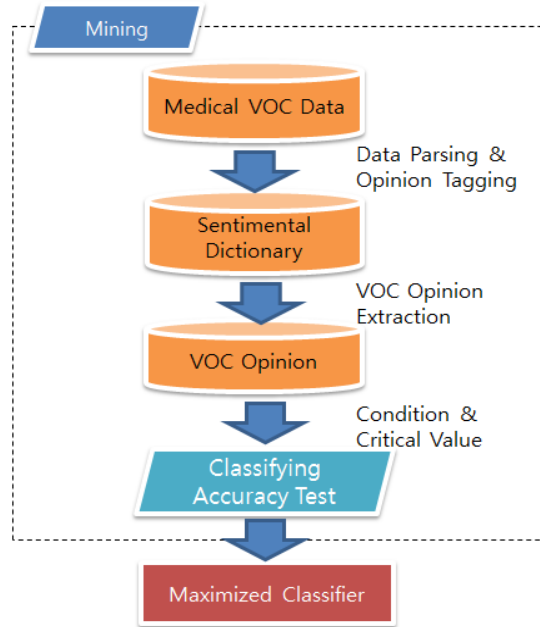 Mining
Medical VOC Data
Data Parsing &
Opinion Tagging
Sentimental
Dictionary
VOC Opinion
Extraction
VOC Opinion
Condition &
Critical Value
Classifying
Accuracy Test
Maximized Classifier